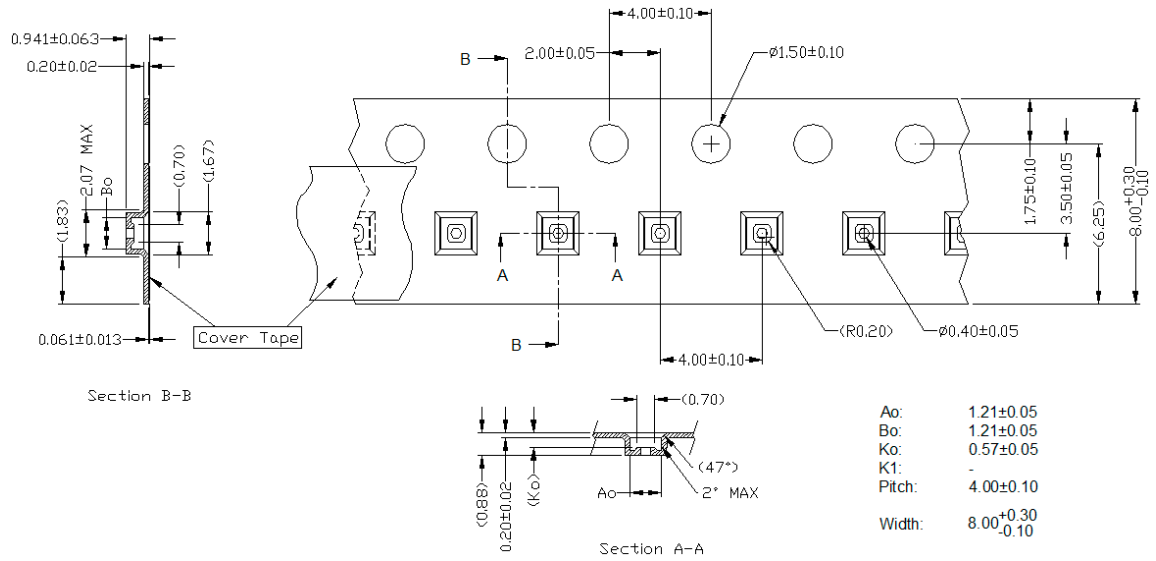 4.00±0.10
0.941±0.063
2.00±0.05
ø1.50±0.10
B
0.20±0.02
2.07 MAX
Bo
(0.70)
(1.67)
(1.83)
1.75±0.10
3.50±0.05
(6.25)
8.00+0.30
-0.10
A
A
Cover Tape
0.061±0.013
B
(R0.20)
ø0.40±0.05
4.00±0.10
Section B-B
(0.70)
(0.88)
0.20±0.02
(Ko)
Ao
(47°)
2° MAX
Section A-A
Ao: 1.21±0.05
Bo: 1.21±0.05
Ko: 0.57±0.05
K1: -
Pitch: 4.00±0.10
Width: 8.00+0.30
-0.10